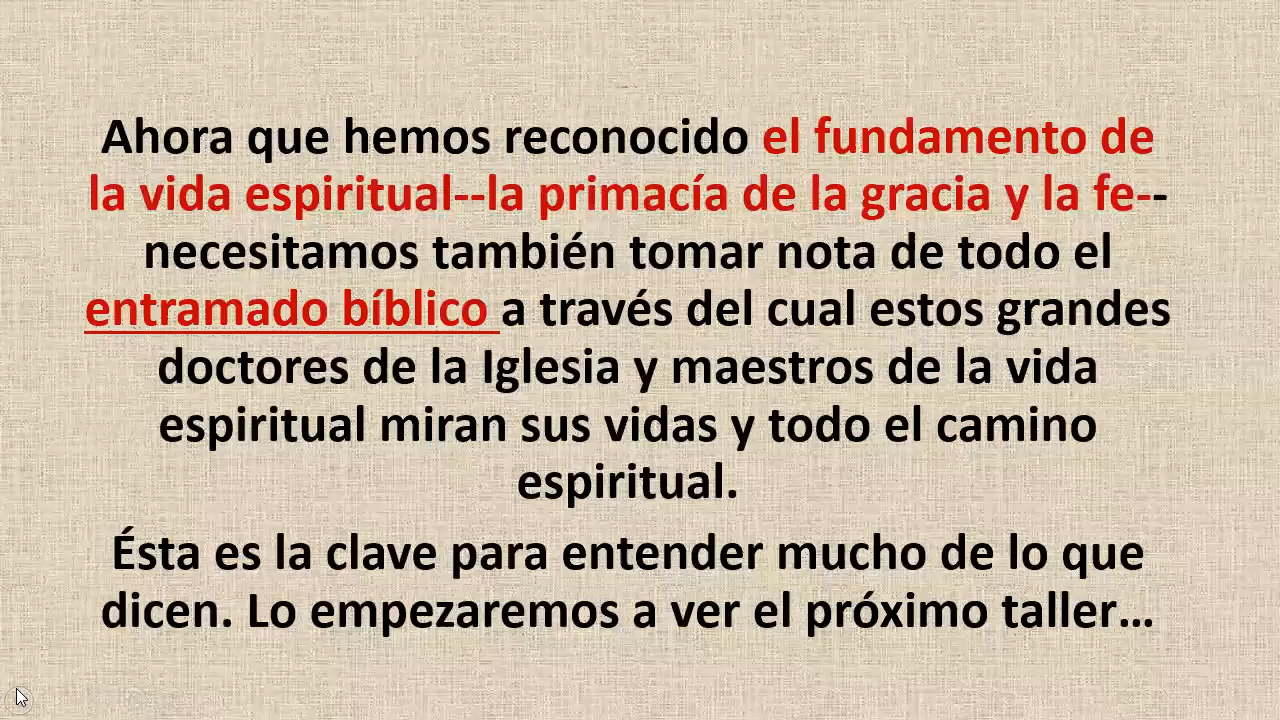 Ahora que hemos reconocido el fundamento de
la vida espiritual--la primacía de la gracia y la fe--
necesitamos también tomar nota de todo el
entramado bíblico a través del cual estos grandes
doctores de la Iglesia y maestros de la vida
espiritual miran sus vidas y todo el camino
espiritual.
Ésta es la clave para entender mucho de lo que
dicen. Lo empezaremos a ver el próximo taller...